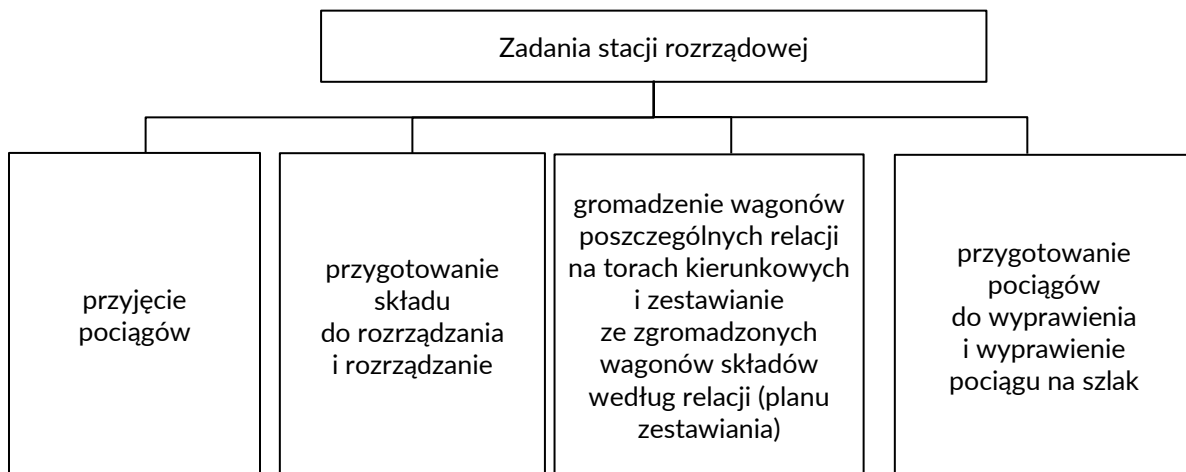 Zadania stacji rozrządowej
przyjęcie
pociągów
przygotowanie
składu
do rozrządzania
i rozrządzanie
gromadzenie wagonów
poszczególnych relacji
na torach kierunkowych
i zestawianie
ze zgromadzonych
wagonów składów
według relacji (planu
zestawiania)
przygotowanie
pociągów
do wyprawienia
i wyprawienie
pociągu na szlak